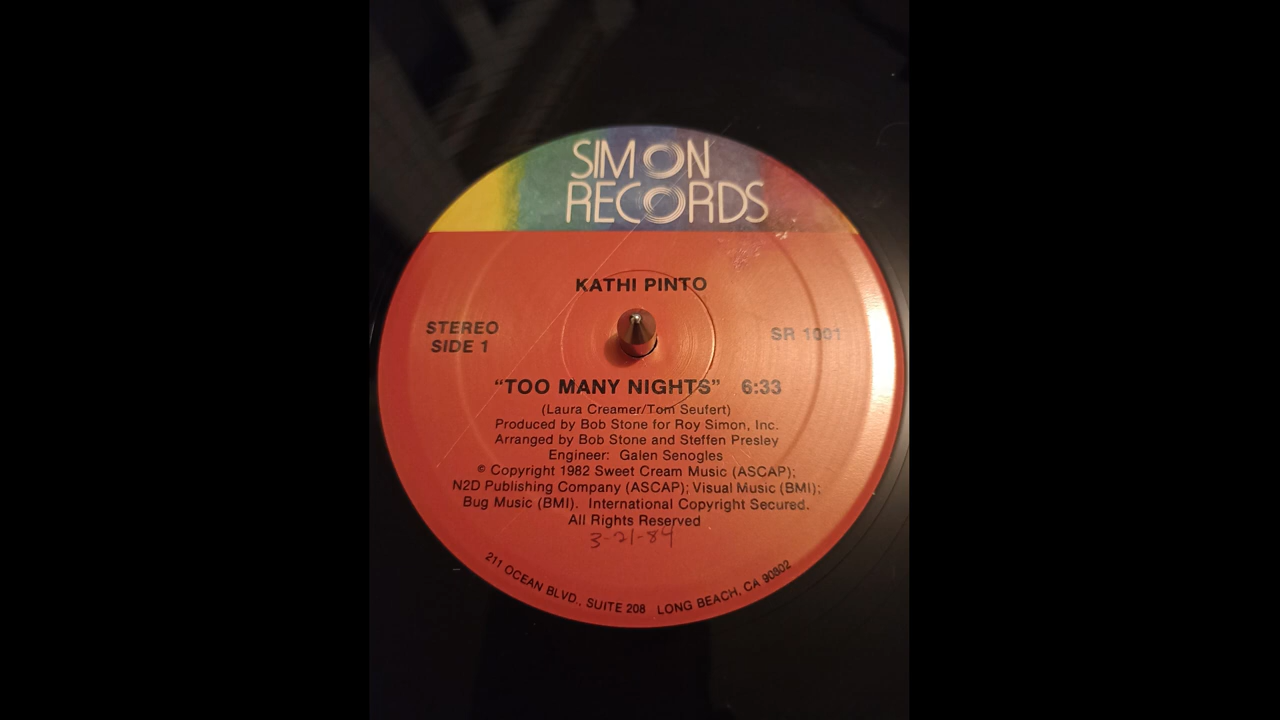 SIMON
RECORDS
KATHI PINTO
STEREO
SIDE 1
SR 1001
“TOO MANY NIGHTS” 6:33
(Laura Creamer/Tom Seufert)
Produced by Bob Stone for Roy Simon, Inc.
Arranged by Bob Stone and Steffen Presley
Engineer: Galen Senogles
© Copyright 1982 Sweet Cream Music (ASCAP);
N2D Publishing Company (ASCAP); Visual Music (BMI);
Bug Music (BMI). International Copyright Secured.
All Rights Reserved
3-21-84
211 OCEAN BLVD., SUITE 208 LONG BEACH, CA 90802